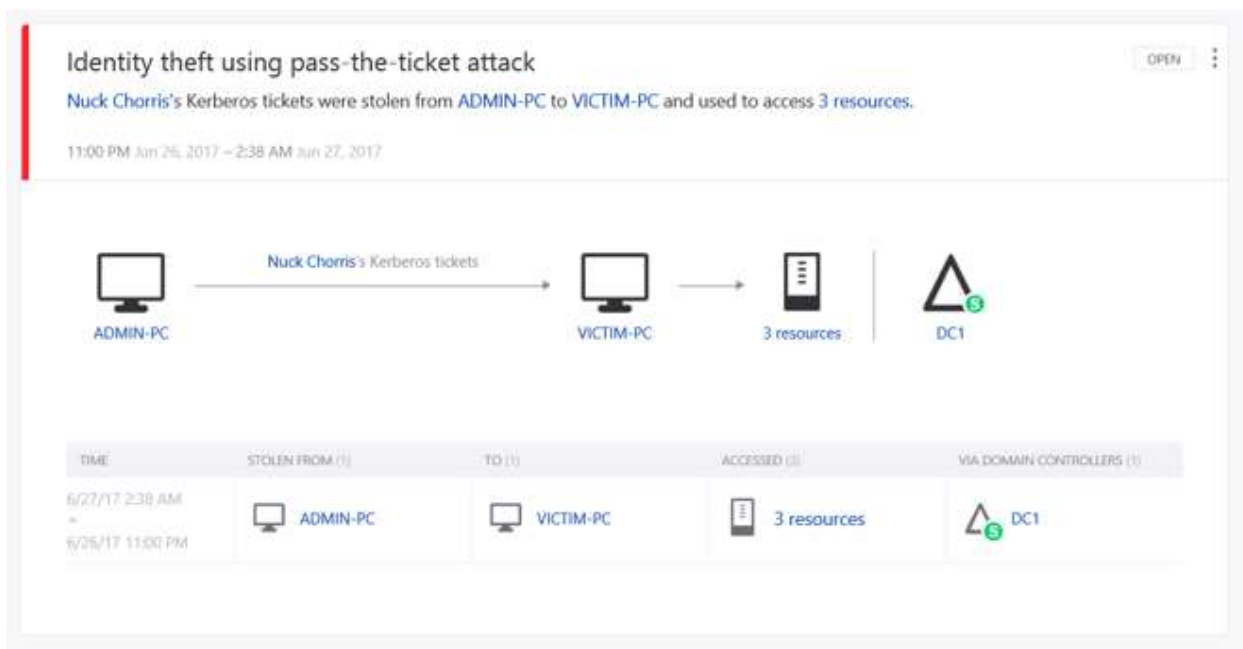 Identity theft using pass-the-ticket attack
OPEN
Nuck Chorris's Kerberos tickets were stolen from ADMIN-PC to VICTIM-PC and used to access 3 resources.
11:00 PM Jun 26, 2017 – 2:38 AM Jun 27, 2017
Nuck Chorris's Kerberos tickets
ADMIN-PC
VICTIM-PC
3 resources
DC1
TIME
STOLEN FROM (1)
TO (1)
ACCESSED (3)
VIA DOMAIN CONTROLLERS (1)
6/27/17 2:38 AM
6/26/17 11:00 PM
ADMIN-PC
VICTIM-PC
3 resources
DC1